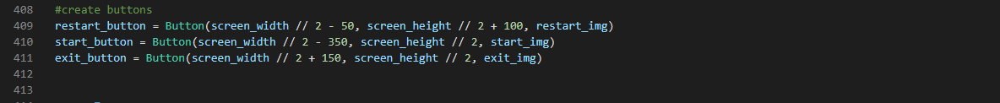 408 #create buttons
409 restart_button = Button(screen_width // 2 - 50, screen_height // 2 + 100, restart_img)
410 start_button = Button(screen_width // 2 - 350, screen_height // 2, start_img)
411 exit_button = Button(screen_width // 2 + 150, screen_height // 2, exit_img)
412
413